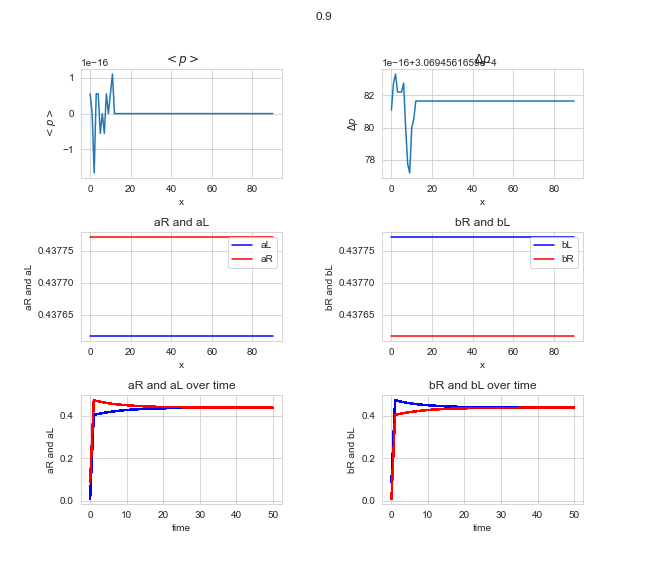 0.9
< p >
Δp
1e−16
1e−16+3.0694561659e−4
1
0
−1
< p >
0 20 40 60 80
x
82
80
78
Δp
0 20 40 60 80
x
aR and aL
bR and bL
0.43775
0.43770
0.43765
aR and aL
aL
aR
0 20 40 60 80
x
0.43775
0.43770
0.43765
bR and bL
bL
bR
0 20 40 60 80
x
aR and aL over time
bR and bL over time
0.4
0.2
0.0
aR and aL
0 10 20 30 40 50
time
0.4
0.2
0.0
bR and bL
0 10 20 30 40 50
time